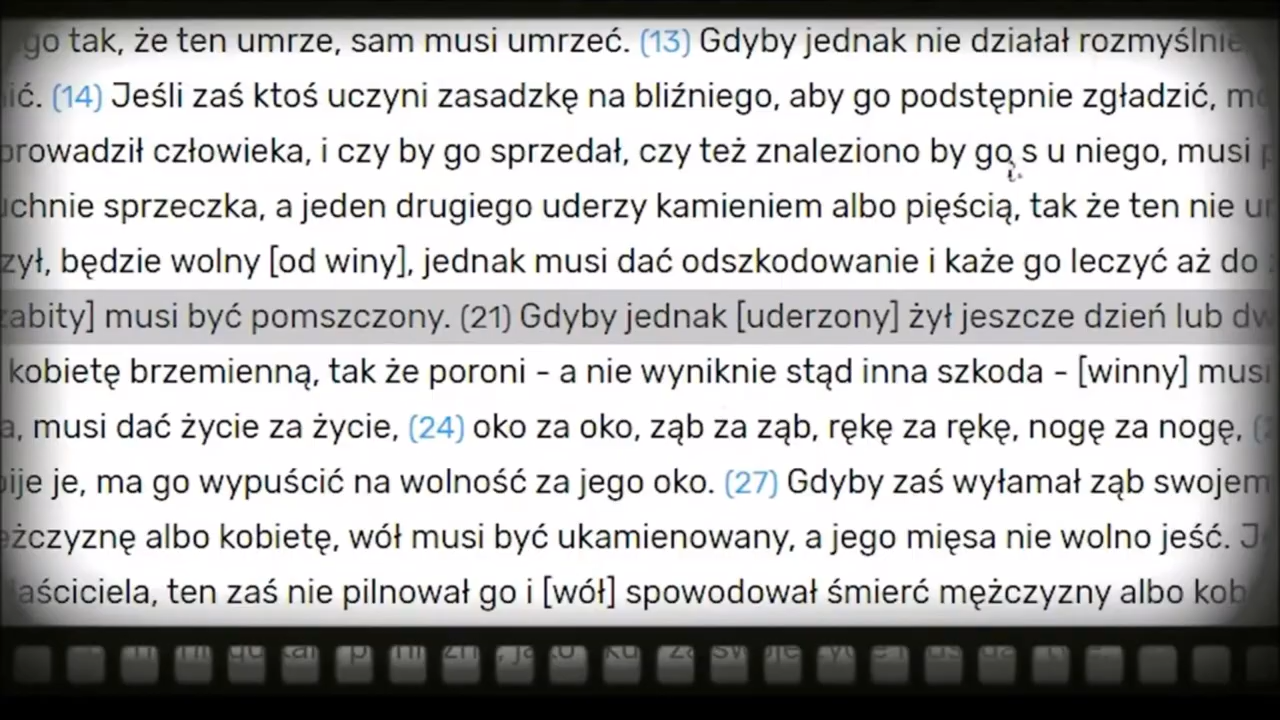 go tak, że ten umrze, sam musi umrzeć. (13) Gdyby jednak nie działał rozmyślnie
ić. (14) Jeśli zaś ktoś uczyni zasadzkę na bliźniego, aby go podstępnie zgładzić,
prowadził człowieka, i czy by go sprzedał, czy też znaleziono by go s u niego, musi
uchnie sprzeczka, a jeden drugiego uderzy kamieniem albo pięścią, tak że ten nie
zył, będzie wolny [od winy], jednak musi dać odszkodowanie i każe go leczyć aż do
zabity] musi być pomszczony. (21) Gdyby jednak [uderzony] żył jeszcze dzień lub dw
kobietę brzemienną, tak że poroni - a nie wyniknie stąd inna szkoda - [winny] musi
a, musi dać życie za życie, (24) oko za oko, ząb za ząb, rękę za rękę, nogę za nogę,
bije je, ma go wypuścić na wolność za jego oko. (27) Gdyby zaś wyłamał ząb swojem
ężczyznę albo kobietę, wół musi być ukamienowany, a jego mięsa nie wolno jeść.
aściciela, ten zaś nie pilnował go i [wół] spowodował śmierć mężczyzny albo kob